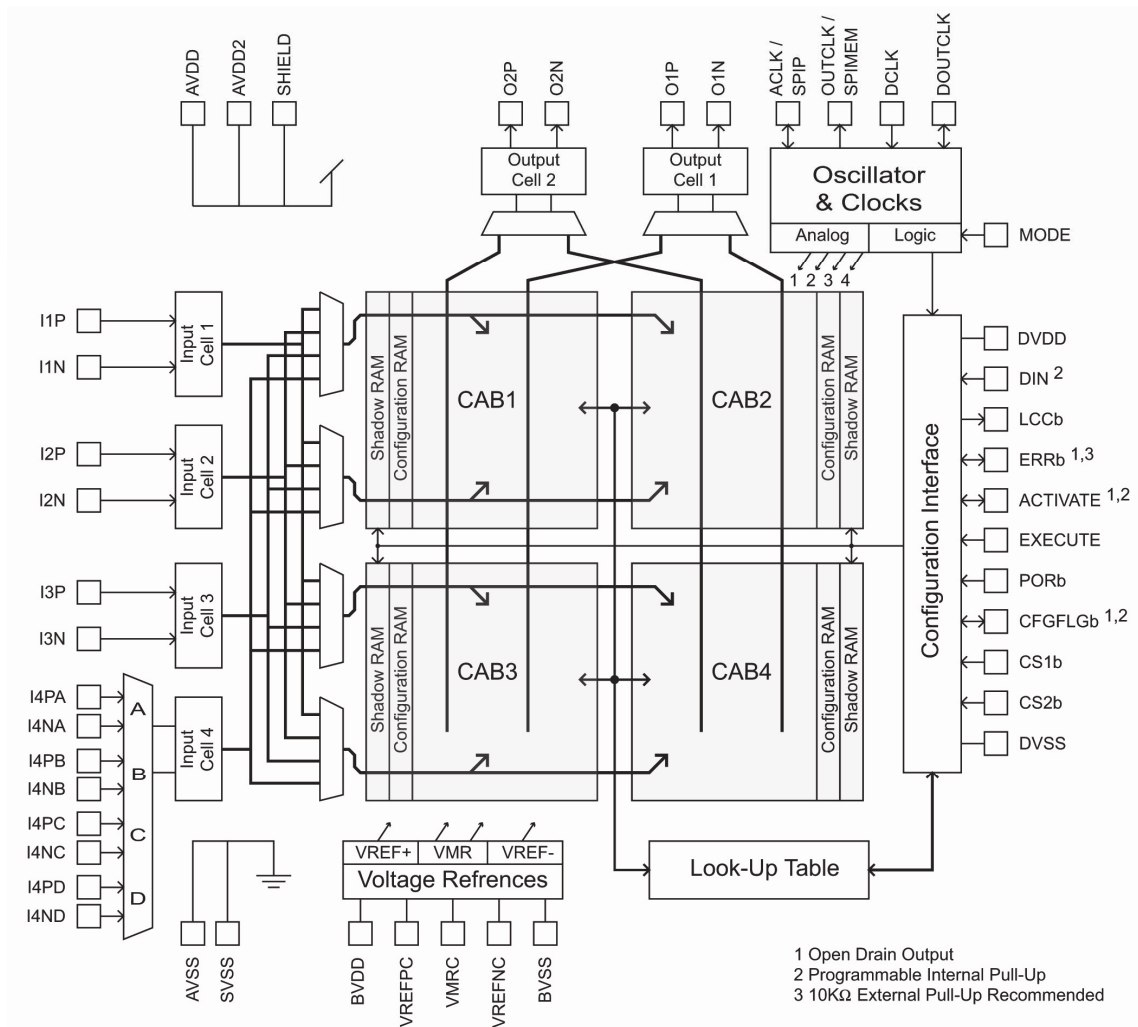 AVDD
AVDD2
SHIELD
O2P
O2N
O1P
O1N
ACLK /
SPIP
OUTCLK /
SPIMEM
DCLK
DOUTCLK
Output
Cell 2
Output
Cell 1
Oscillator
& Clocks
Analog
Logic
MODE
1 2 3 4
I1P
I1N
Input
Cell 1
I2P
I2N
Input
Cell 2
I3P
I3N
Input
Cell 3
I4PA
I4NA
I4PB
I4NB
I4PC
I4NC
I4PD
I4ND
A
B
C
D
Input
Cell 4
Shadow RAM
Configuration RAM
CAB1
CAB2
Configuration RAM
Shadow RAM
Shadow RAM
Configuration RAM
CAB3
CAB4
Configuration RAM
Shadow RAM
Configuration Interface
DVDD
DIN 2
LCCb
ERRb 1,3
ACTIVATE 1,2
EXECUTE
PORb
CFGFLGb 1,2
CS1b
CS2b
DVSS
VREF+
VMR
VREF-
Voltage Refrences
Look-Up Table
AVSS
SVSS
BVDD
VREFPC
VMRC
VREFNC
BVSS
1 Open Drain Output
2 Programmable Internal Pull-Up
3 10KΩ External Pull-Up Recommended